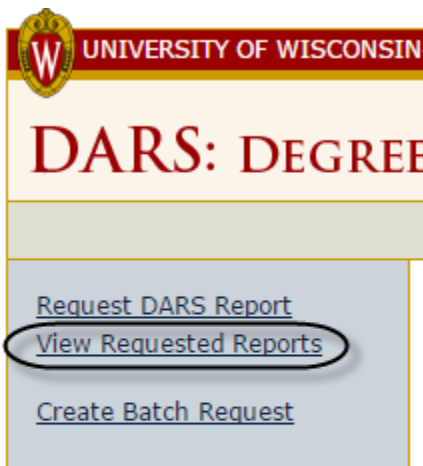 W
UNIVERSITY OF WISCONSIN
DARS: DEGREE
Request DARS Report
View Requested Reports
Create Batch Request